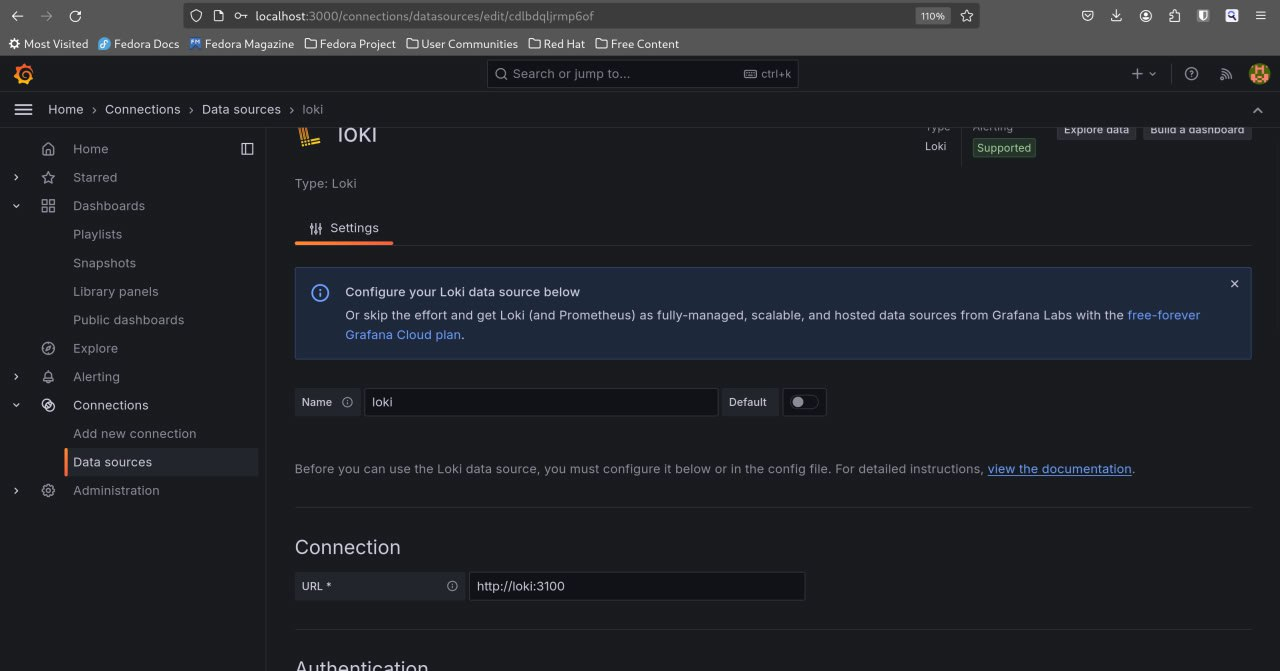 localhost:3000/connections/datasources/edit/cdlbdqljrmp6of
110%
Most Visited
Fedora Docs
Fedora Magazine
Fedora Project
User Communities
Red Hat
Free Content
Search or jump to...
ctrl+k
Home › Connections › Data sources › loki
Home
Starred
Dashboards
Playlists
Snapshots
Library panels
Public dashboards
Explore
Alerting
Connections
Add new connection
Data sources
Administration
loki
Type
Loki
Alerting
Supported
Explore data
Build a dashboard
Type: Loki
Settings
Configure your Loki data source below
Or skip the effort and get Loki (and Prometheus) as fully-managed, scalable, and hosted data sources from Grafana Labs with the free-forever
Grafana Cloud plan.
Name
loki
Default
Before you can use the Loki data source, you must configure it below or in the config file. For detailed instructions, view the documentation.
Connection
URL *
http://loki:3100
Authentication